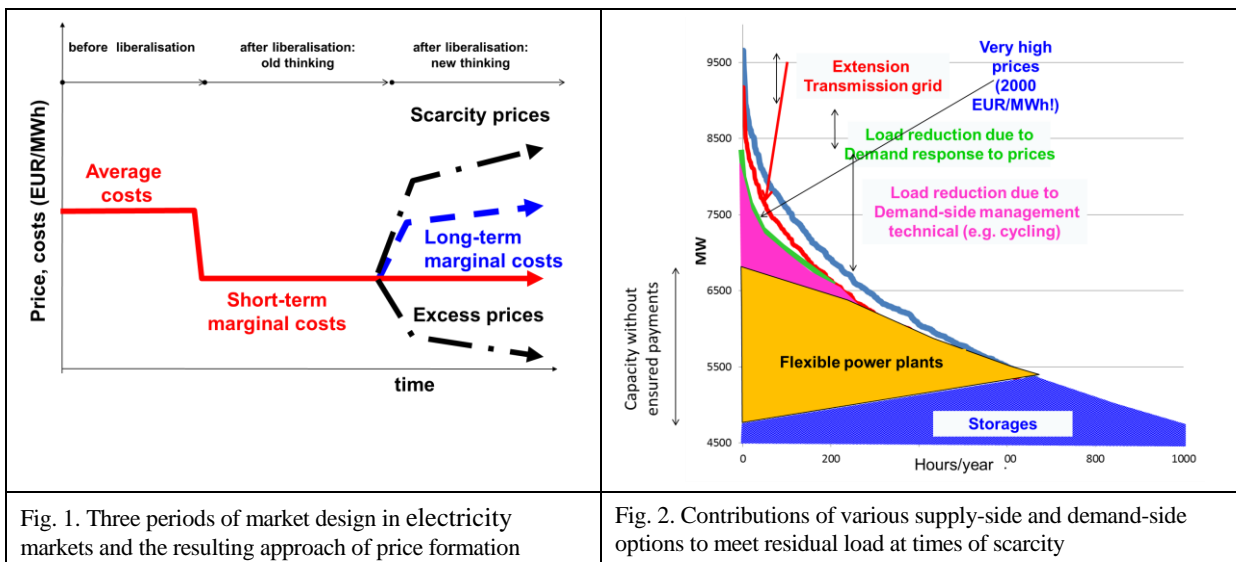 before liberalisation
after liberalisation:
old thinking
after liberalisation:
new thinking
Price, costs (EUR/MWh)
Scarcity prices
Average
costs
Long-term
marginal costs
Short-term
marginal costs
Excess prices
time
Fig. 1. Three periods of market design in electricity
markets and the resulting approach of price formation
Very high
prices
(2000
EUR/MWh!)
Extension
Transmission grid
Load reduction due to
Demand response to prices
Load reduction due to
Demand-side management
technical (e.g. cycling)
9500
8500
7500
6500
5500
4500
MW
Capacity without
ensured payments
Flexible power plants
Storages
0
200
00
800
1000
Hours/year
Fig. 2. Contributions of various supply-side and demand-side
options to meet residual load at times of scarcity